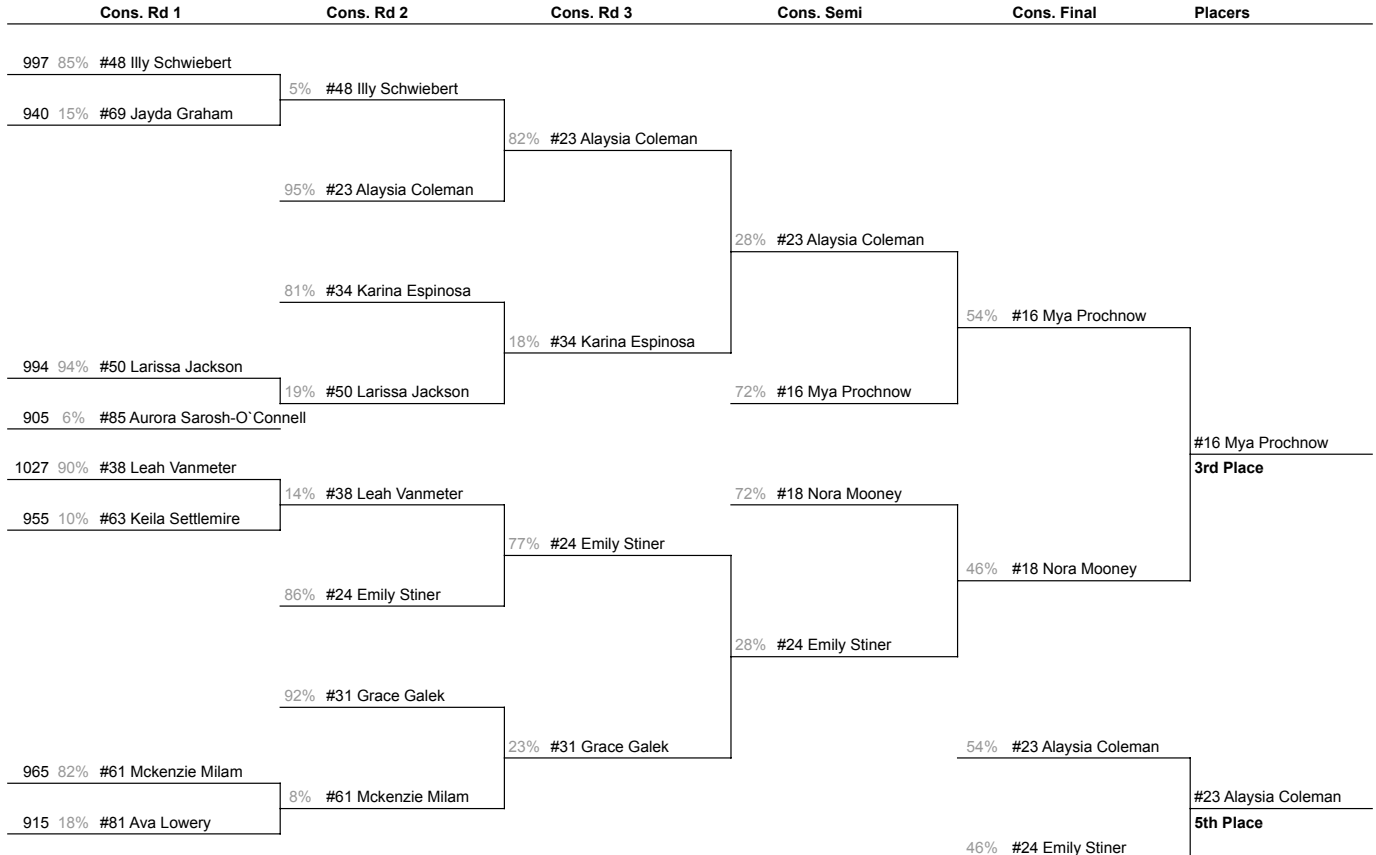 Cons. Rd 1 Cons. Rd 2 Cons. Rd 3 Cons. Semi Cons. Final Placers
997 85% #48 Illy Schwiebert
5% #48 Illy Schwiebert
940 15% #69 Jayda Graham
82% #23 Alaysia Coleman
95% #23 Alaysia Coleman
28% #23 Alaysia Coleman
81% #34 Karina Espinosa
54% #16 Mya Prochnow
18% #34 Karina Espinosa
994 94% #50 Larissa Jackson
19% #50 Larissa Jackson
72% #16 Mya Prochnow
905 6% #85 Aurora Sarosh-O`Connell
#16 Mya Prochnow
1027 90% #38 Leah Vanmeter
3rd Place
14% #38 Leah Vanmeter
72% #18 Nora Mooney
955 10% #63 Keila Settlemire
77% #24 Emily Stiner
46% #18 Nora Mooney
86% #24 Emily Stiner
28% #24 Emily Stiner
92% #31 Grace Galek
23% #31 Grace Galek
54% #23 Alaysia Coleman
965 82% #61 Mckenzie Milam
8% #61 Mckenzie Milam
#23 Alaysia Coleman
915 18% #81 Ava Lowery
5th Place
46% #24 Emily Stiner